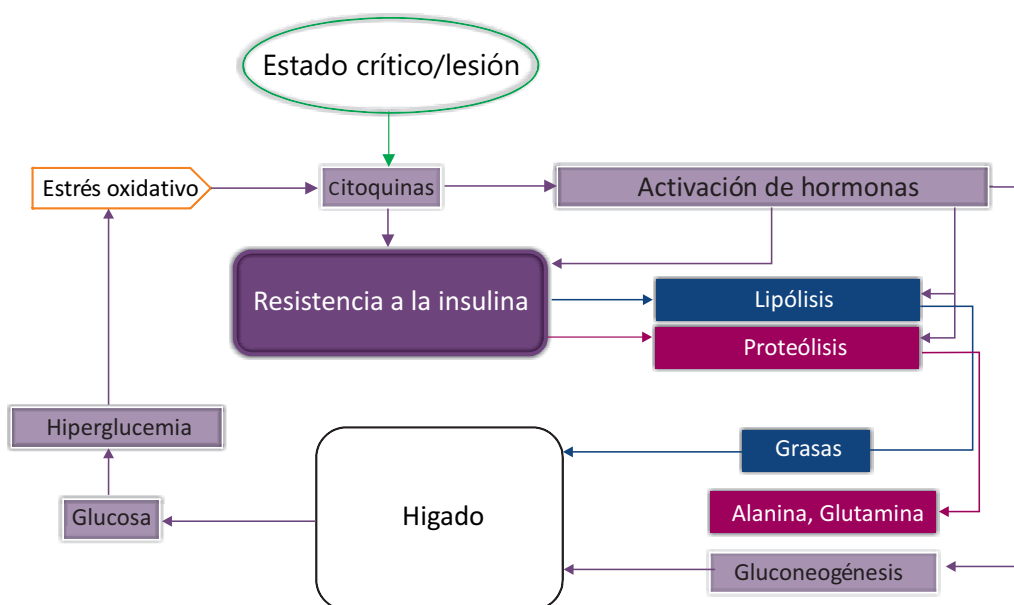 Estado crítico/lesión
Estrés oxidativo
citoquinas
Activación de hormonas
Resistencia a la insulina
Lipólisis
Proteólisis
Hiperglucemia
Grasas
Glucosa
Higado
Alanina, Glutamina
Gluconeogénesis